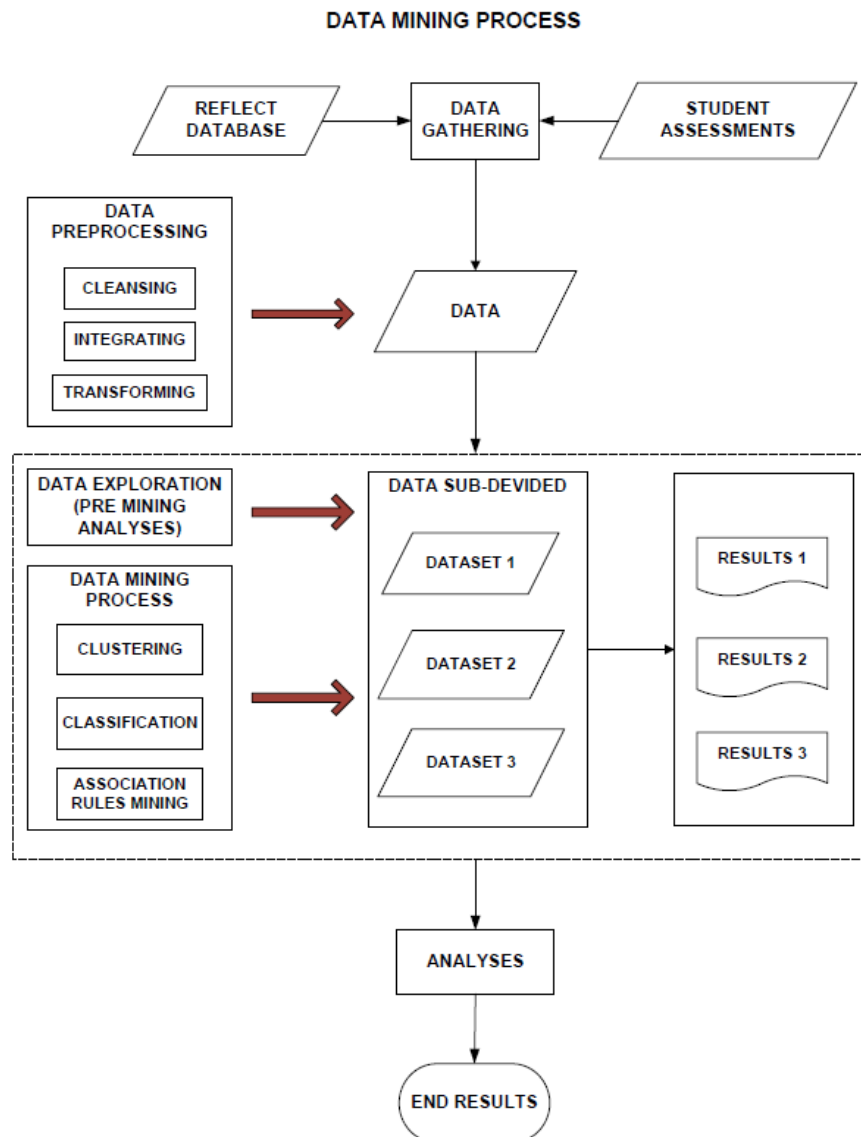 DATA MINING PROCESS
REFLECT
DATABASE
DATA
GATHERING
STUDENT
ASSESSMENTS
DATA
PREPROCESSING
CLEANSING
INTEGRATING
TRANSFORMING
DATA
DATA EXPLORATION
(PRE MINING
ANALYSES)
DATA MINING
PROCESS
CLUSTERING
CLASSIFICATION
ASSOCIATION
RULES MINING
DATA SUB-DEVIDED
DATASET 1
DATASET 2
DATASET 3
RESULTS 1
RESULTS 2
RESULTS 3
ANALYSES
END RESULTS